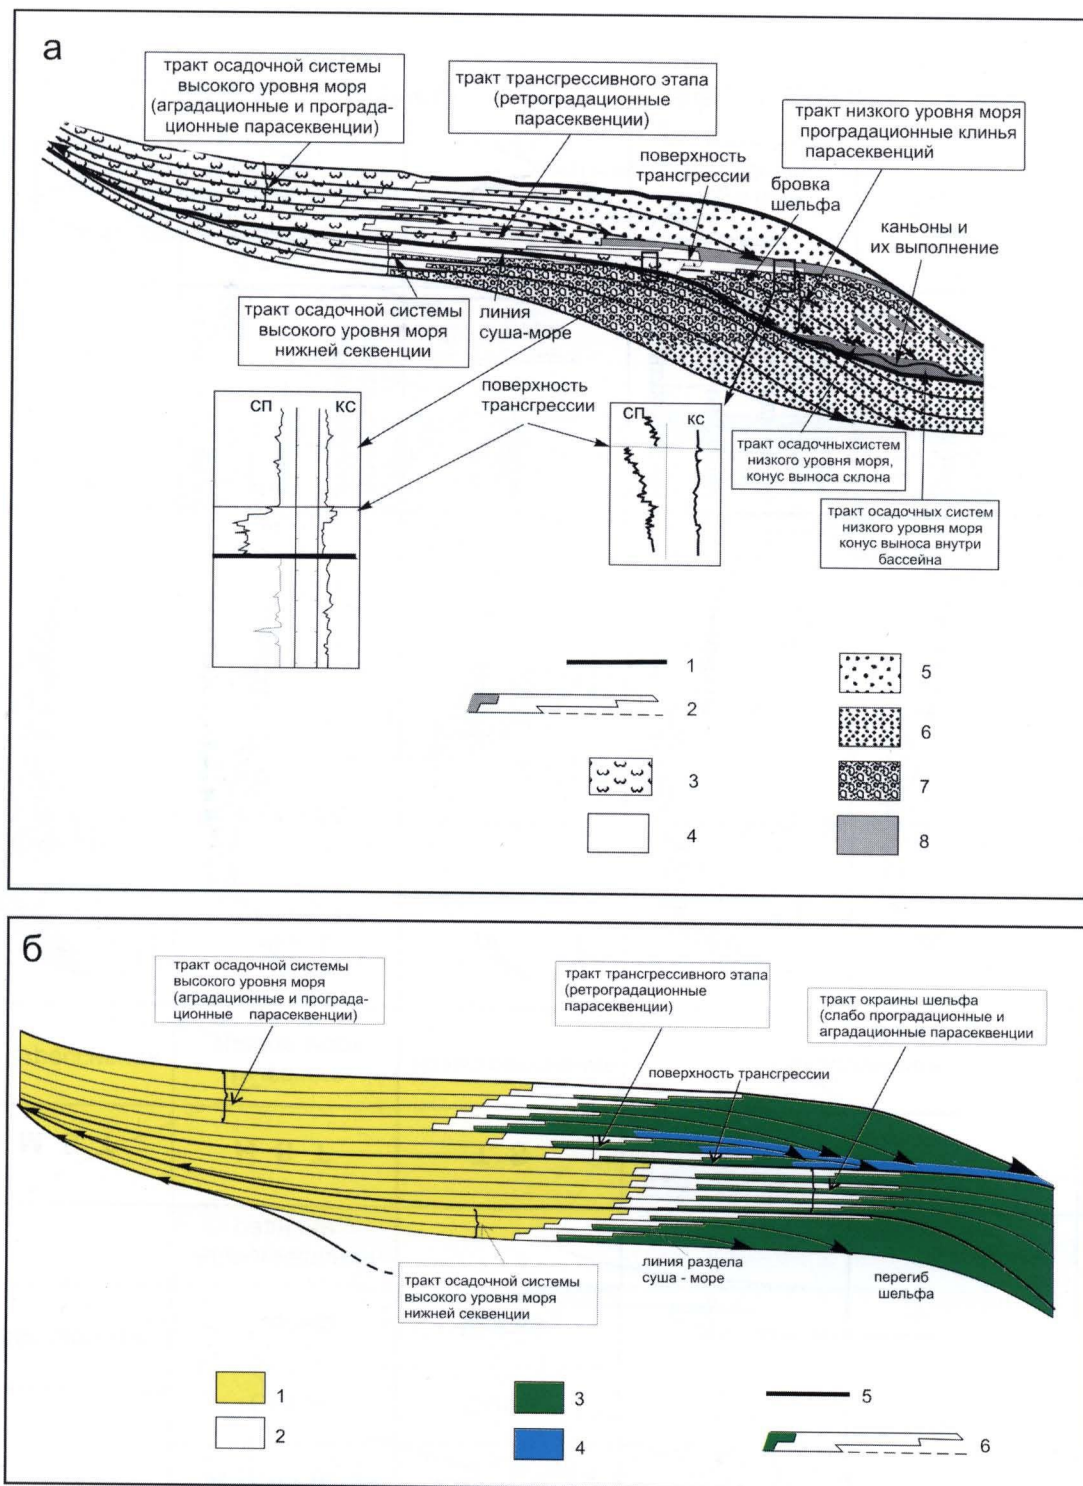 а
тракт осадочной системы
высокого уровня моря
(аградационные и програда-
ционные парасеквенции)
тракт трансгрессивного этапа
(ретроградационные
парасеквенции)
тракт низкого уровня моря
проградационные клинья
парасеквенций
поверхность
трансгрессии
бровка
шельфа
каньоны и
их выполнение
тракт осадочной системы
высокого уровня моря
нижней секвенции
линия
суша-море
поверхность
трансгрессии
СП КС
СП КС
тракт осадочныхсистем
низкого уровня моря,
конус выноса склона
тракт осадочных систем
низкого уровня моря
конус выноса внутри
бассейна
1
2
3
4
5
6
7
8
б
тракт осадочной системы
высокого уровня моря
(аградационные и програда-
ционные парасеквенции)
тракт трансгрессивного этапа
(ретроградационные
парасеквенции)
тракт окраины шельфа
(слабо проградационные и
аградационные парасеквенции
поверхность трансгрессии
линия раздела
суша - море
перегиб
шельфа
тракт осадочной системы
высокого уровня моря
нижней секвенции
1
2
3
4
5
6